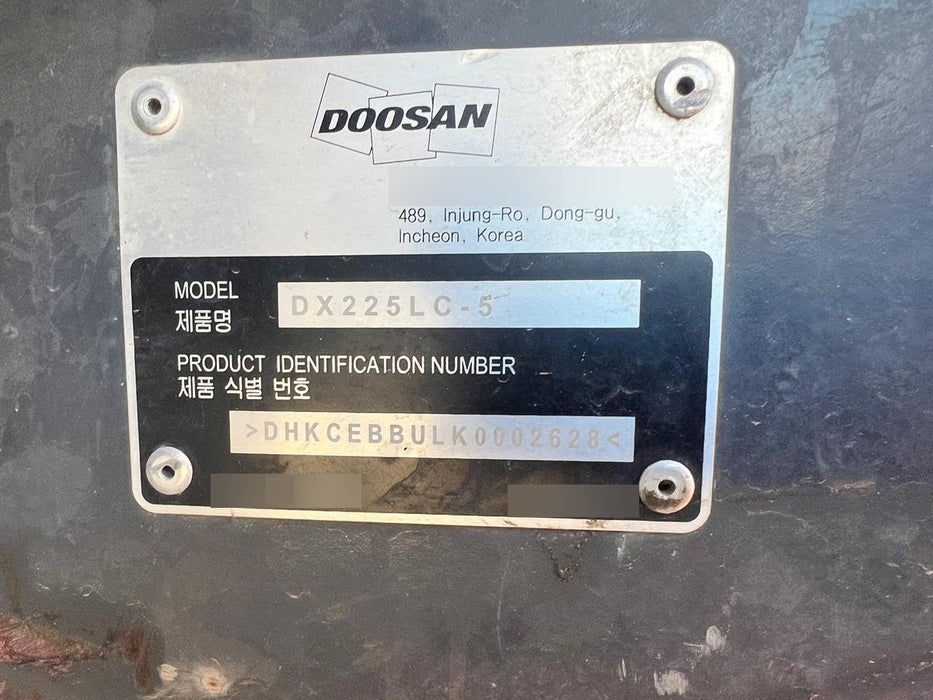 DOOSAN
489, Injung-Ro, Dong-gu,
Incheon, Korea
MODEL
제품명
DX225LC-5
PRODUCT IDENTIFICATION NUMBER
제품 식별 번호
>DHKCEBBULK0002628<